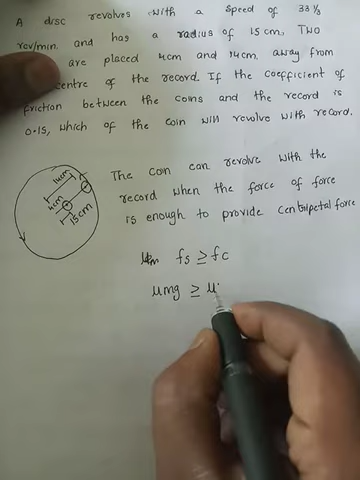 A disc revolves with a speed of 33 1/3
rev/min. and has a radius of 15 cm. Two
are placed 4cm and 14cm away from
centre of the record. If the coefficient of
friction between the coins and the record is
0.15, which of the coin will revolve with record.
The coin can revolve with the
record when the force of force
is enough to provide centripetal force
14cm
4cm
15cm
fs ≥ fc
μmg ≥ μ